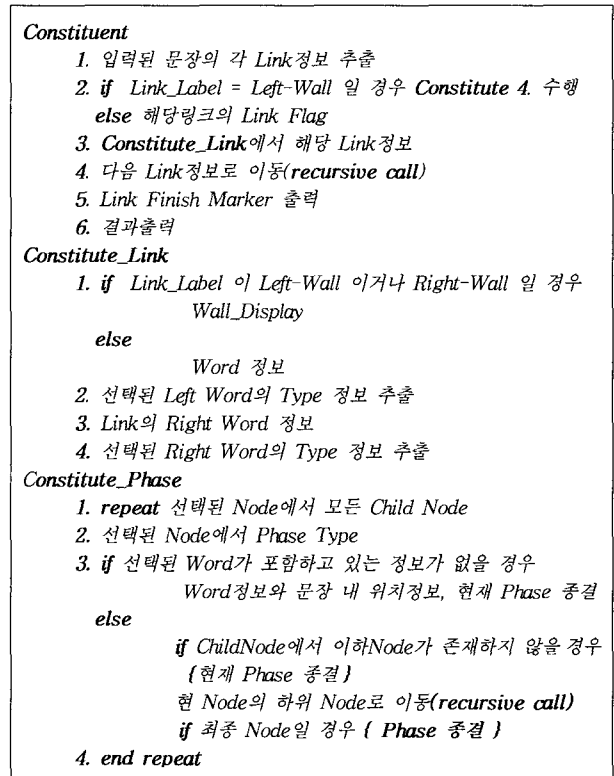 Constituent
1. 입력된 문장의 각 Link정보 추출
2. if Link_Label = Left-Wall 일 경우 Constitute 4. 수행
else 해당링크의 Link Flag
3. Constitute_Link에서 해당 Link정보
4. 다음 Link정보로 이동(recursive call)
5. Link Finish Marker 출력
6. 결과출력
Constitute_Link
1. if Link_Label 이 Left-Wall 이거나 Right-Wall 일 경우
Wall_Display
else
Word 정보
2. 선택된 Left Word의 Type 정보 추출
3. Link의 Right Word 정보
4. 선택된 Right Word의 Type 정보 추출
Constitute_Phase
1. repeat 선택된 Node에서 모든 Child Node
2. 선택된 Node에서 Phase Type
3. if 선택된 Word가 포함하고 있는 정보가 없을 경우
Word정보와 문장 내 위치정보, 현재 Phase 종결
else
if ChildNode에서 이하Node가 존재하지 않을 경우
{현재 Phase 종결}
현 Node의 하위 Node로 이동(recursive call)
if 최종 Node일 경우 { Phase 종결 }
4. end repeat